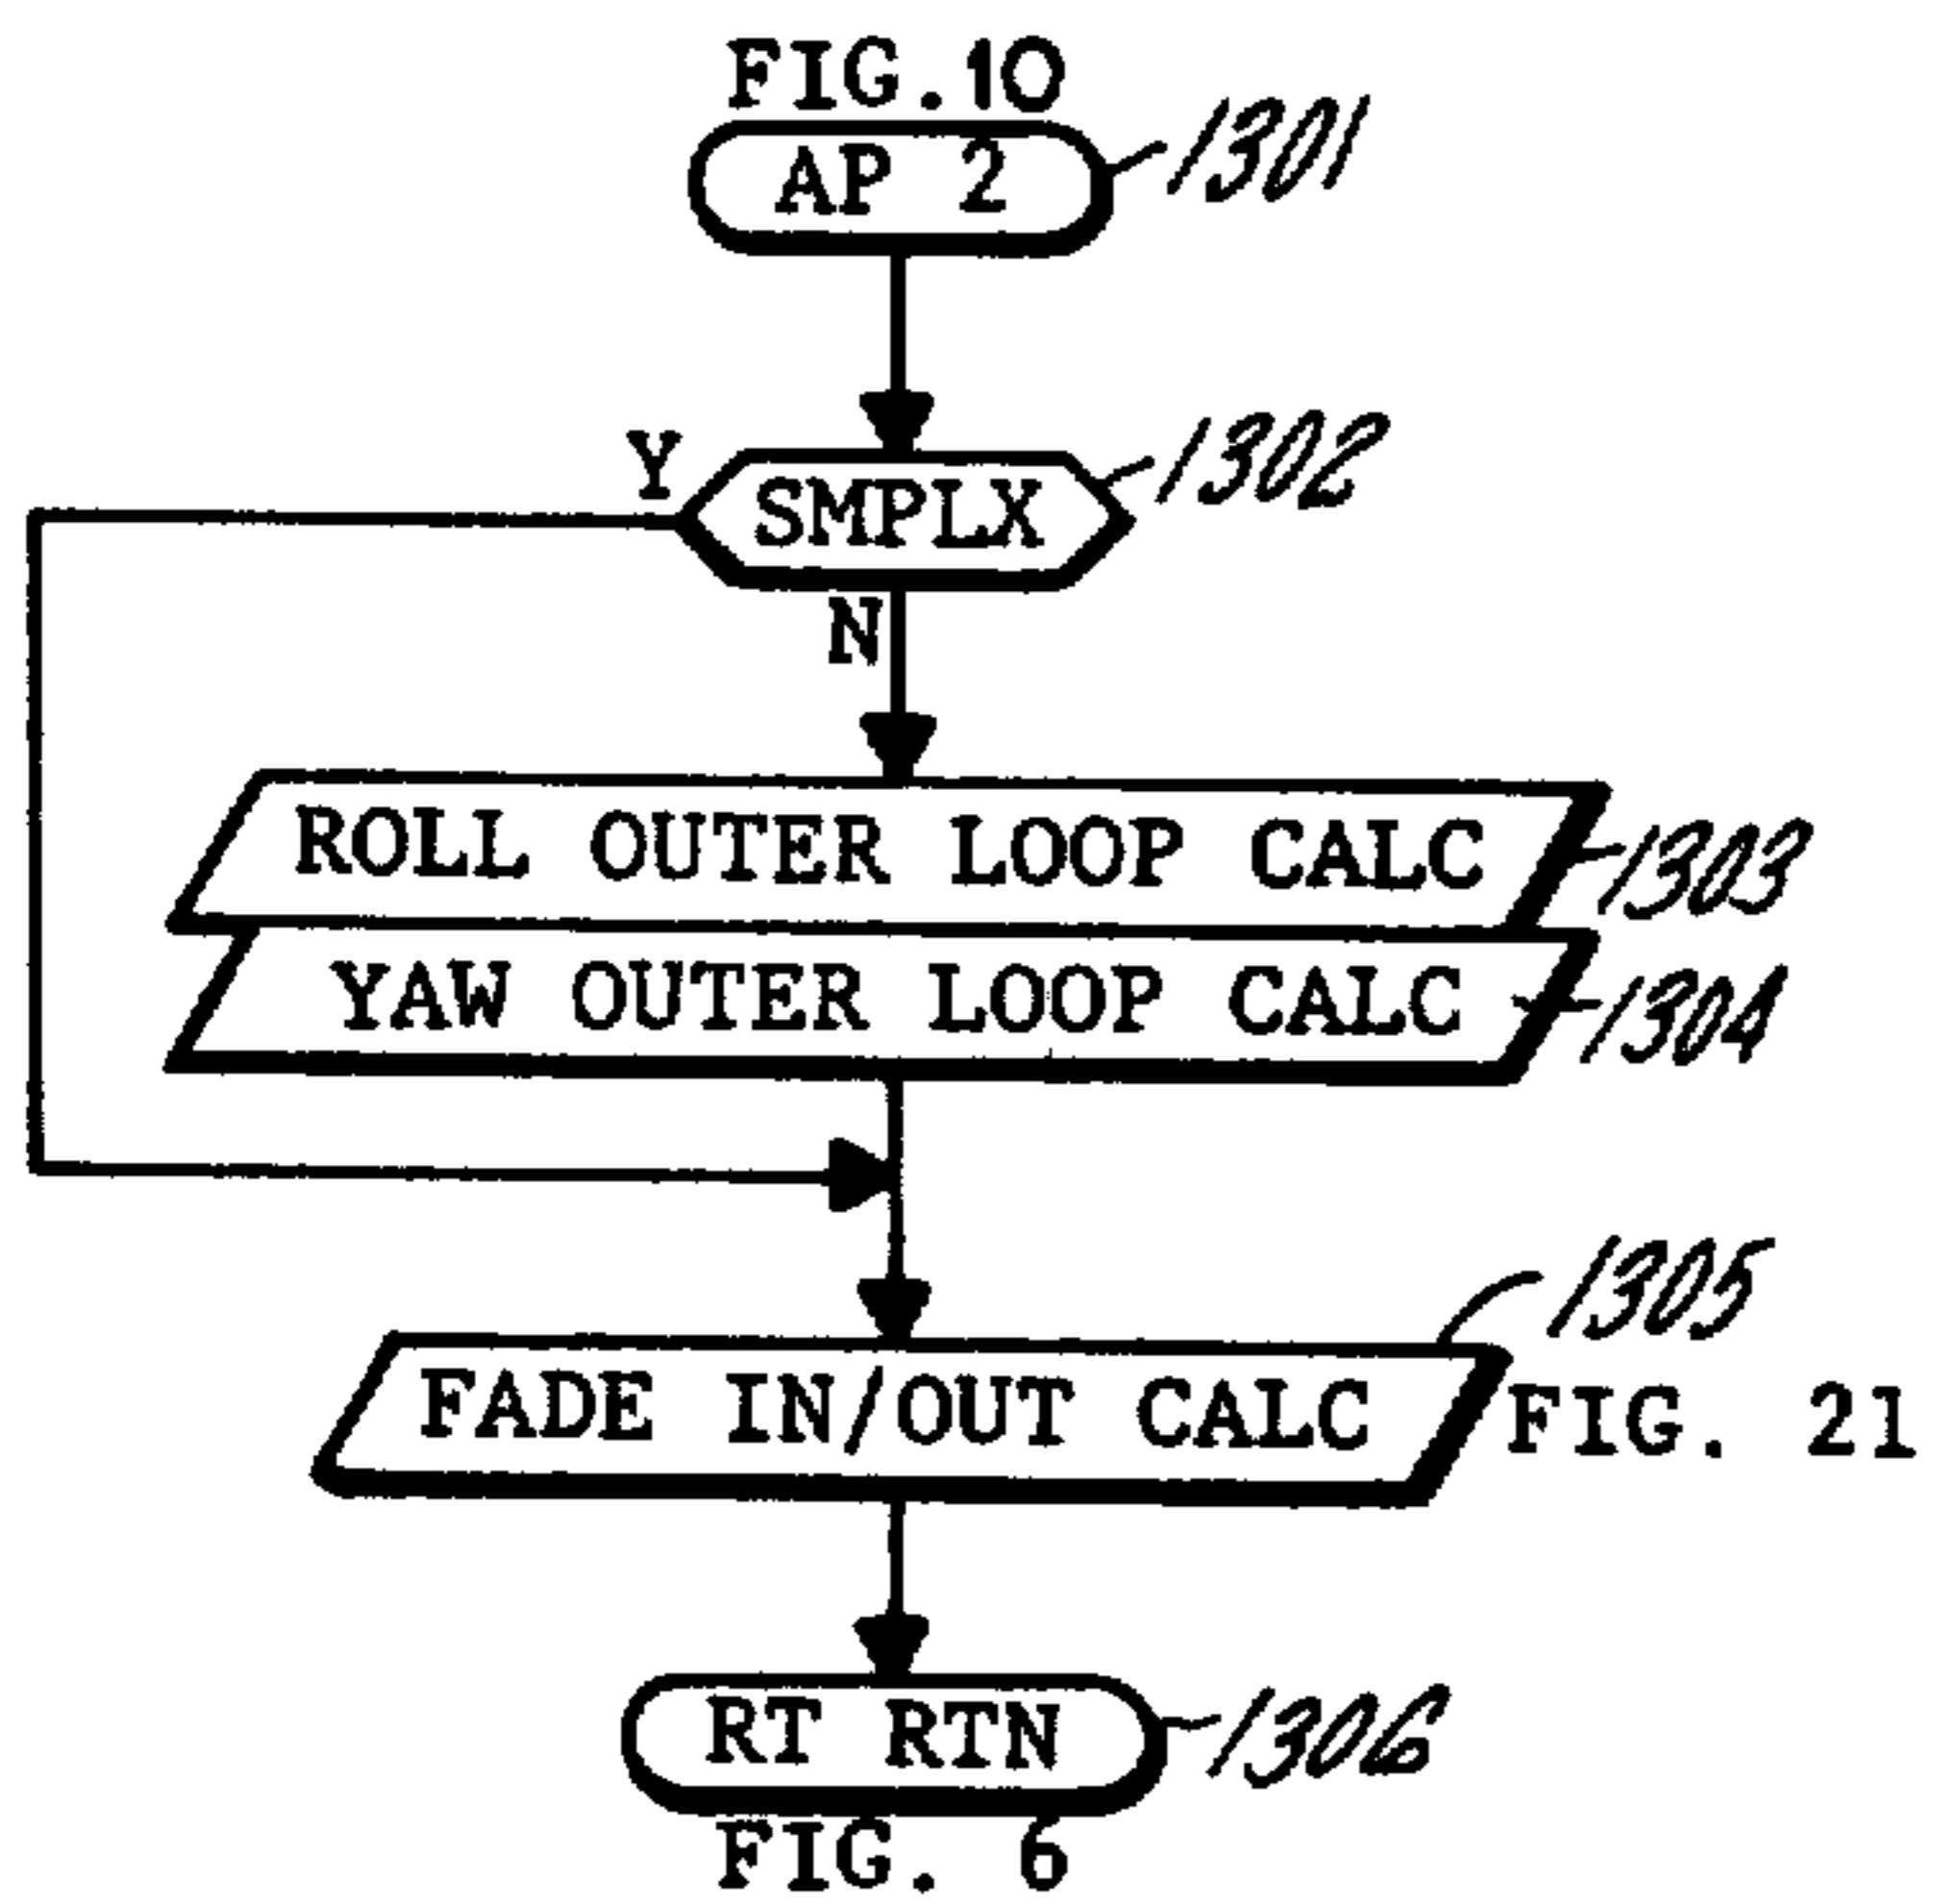 FIG.10
AP 2
1301
Y
SMPLX
1302
N
ROLL OUTER LOOP CALC
1303
YAW OUTER LOOP CALC
1304
1305
FADE IN/OUT CALC
FIG. 21
RT RTN
1306
FIG. 6